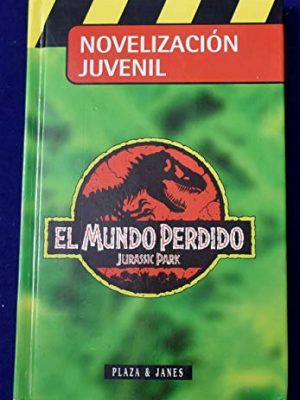 NOVELIZACIÓN
JUVENIL
EL MUNDO PERDIDO
JURASSIC PARK
PLAZA & JANES